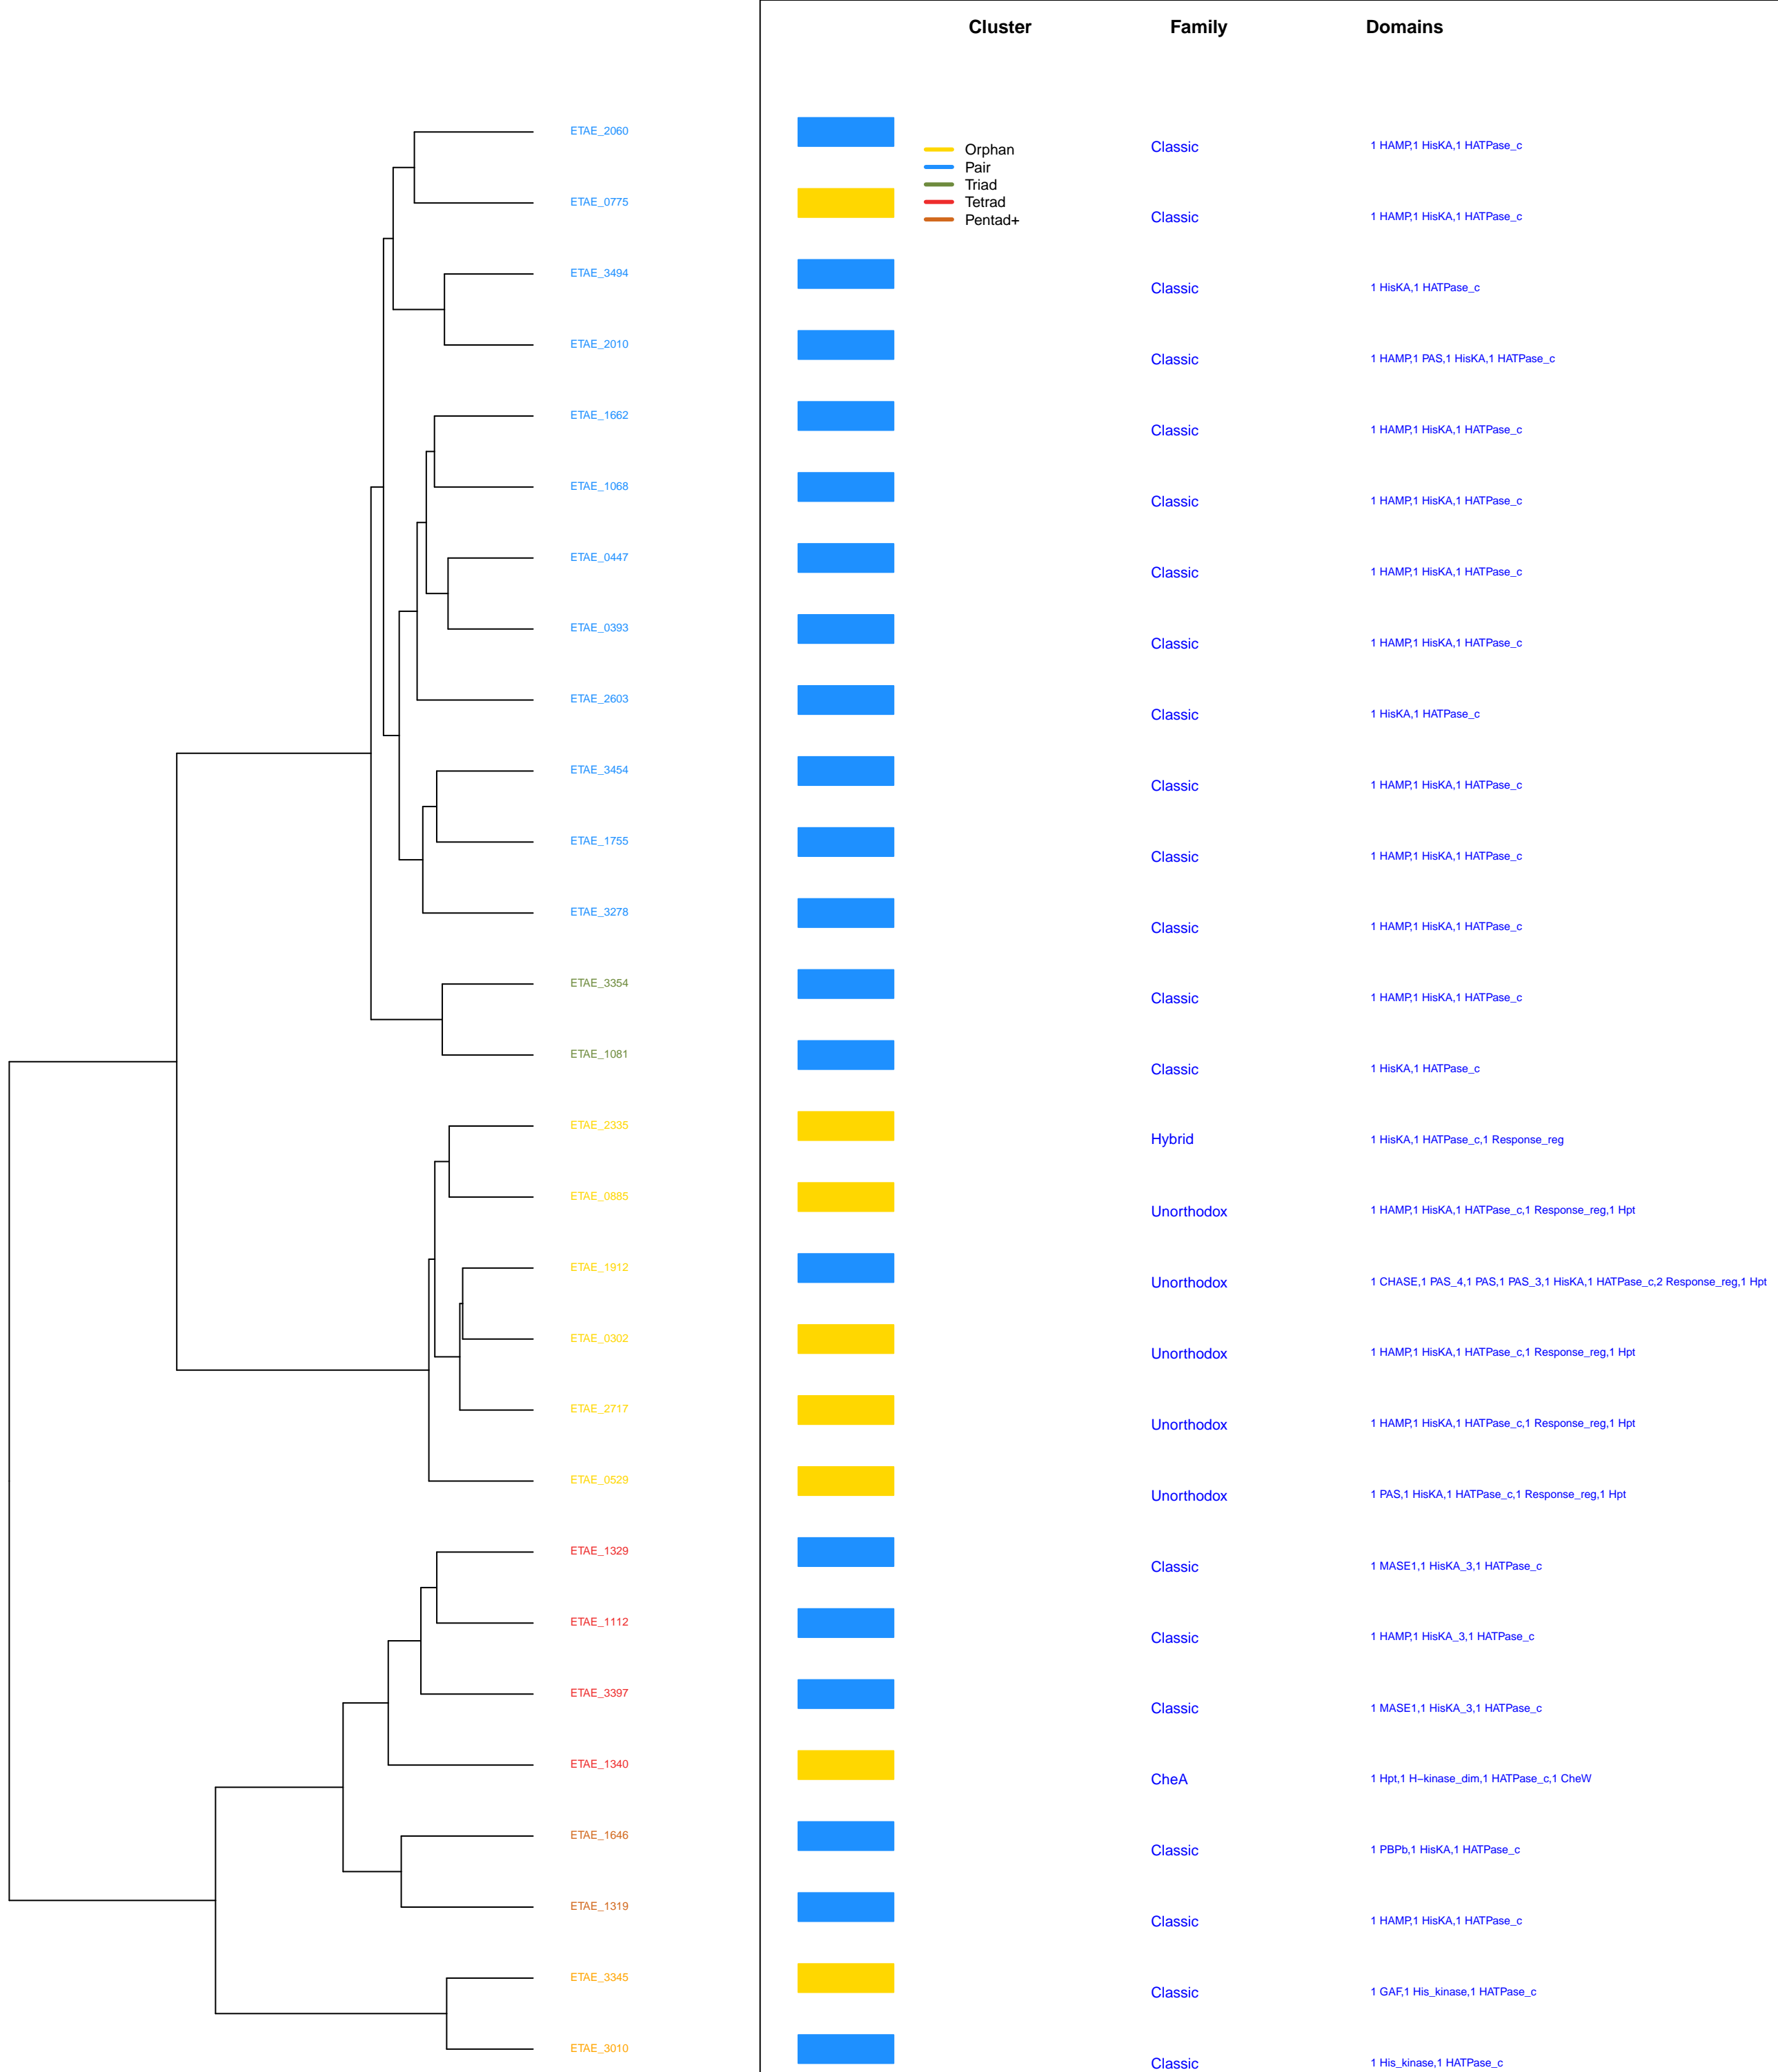 Cluster Family Domains
ETAE_2060 Classic 1 HAMP,1 HisKA,1 HATPase_c
Orphan
Pair
Triad
Tetrad
Pentad+
ETAE_0775 Classic 1 HAMP,1 HisKA,1 HATPase_c
ETAE_3494 Classic 1 HisKA,1 HATPase_c
ETAE_2010 Classic 1 HAMP,1 PAS,1 HisKA,1 HATPase_c
ETAE_1662 Classic 1 HAMP,1 HisKA,1 HATPase_c
ETAE_1068 Classic 1 HAMP,1 HisKA,1 HATPase_c
ETAE_0447 Classic 1 HAMP,1 HisKA,1 HATPase_c
ETAE_0393 Classic 1 HAMP,1 HisKA,1 HATPase_c
ETAE_2603 Classic 1 HisKA,1 HATPase_c
ETAE_3454 Classic 1 HAMP,1 HisKA,1 HATPase_c
ETAE_1755 Classic 1 HAMP,1 HisKA,1 HATPase_c
ETAE_3278 Classic 1 HAMP,1 HisKA,1 HATPase_c
ETAE_3354 Classic 1 HAMP,1 HisKA,1 HATPase_c
ETAE_1081 Classic 1 HisKA,1 HATPase_c
ETAE_2335 Hybrid 1 HisKA,1 HATPase_c,1 Response_reg
ETAE_0885 Unorthodox 1 HAMP,1 HisKA,1 HATPase_c,1 Response_reg,1 Hpt
ETAE_1912 Unorthodox 1 CHASE,1 PAS_4,1 PAS,1 PAS_3,1 HisKA,1 HATPase_c,2 Response_reg,1 Hpt
ETAE_0302 Unorthodox 1 HAMP,1 HisKA,1 HATPase_c,1 Response_reg,1 Hpt
ETAE_2717 Unorthodox 1 HAMP,1 HisKA,1 HATPase_c,1 Response_reg,1 Hpt
ETAE_0529 Unorthodox 1 PAS,1 HisKA,1 HATPase_c,1 Response_reg,1 Hpt
ETAE_1329 Classic 1 MASE1,1 HisKA_3,1 HATPase_c
ETAE_1112 Classic 1 HAMP,1 HisKA_3,1 HATPase_c
ETAE_3397 Classic 1 MASE1,1 HisKA_3,1 HATPase_c
ETAE_1340 CheA 1 Hpt,1 H−kinase_dim,1 HATPase_c,1 CheW
ETAE_1646 Classic 1 PBPb,1 HisKA,1 HATPase_c
ETAE_1319 Classic 1 HAMP,1 HisKA,1 HATPase_c
ETAE_3345 Classic 1 GAF,1 His_kinase,1 HATPase_c
ETAE_3010 Classic 1 His_kinase,1 HATPase_c